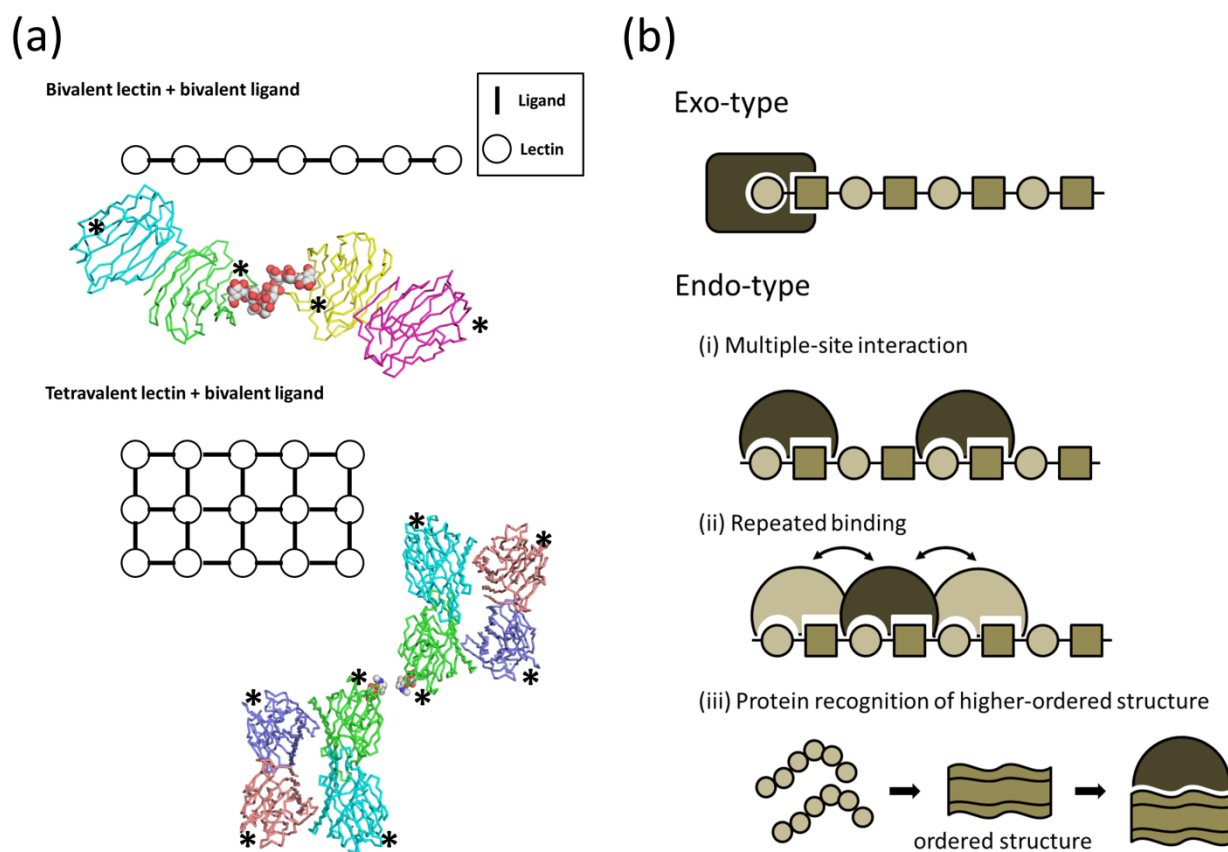 (a)
Bivalent lectin + bivalent ligand
Ligand
Lectin
*
*
*
*
Tetravalent lectin + bivalent ligand
*
*
*
*
*
*
*
*
(b)
Exo-type
Endo-type
(i) Multiple-site interaction
(ii) Repeated binding
(iii) Protein recognition of higher-ordered structure
ordered structure